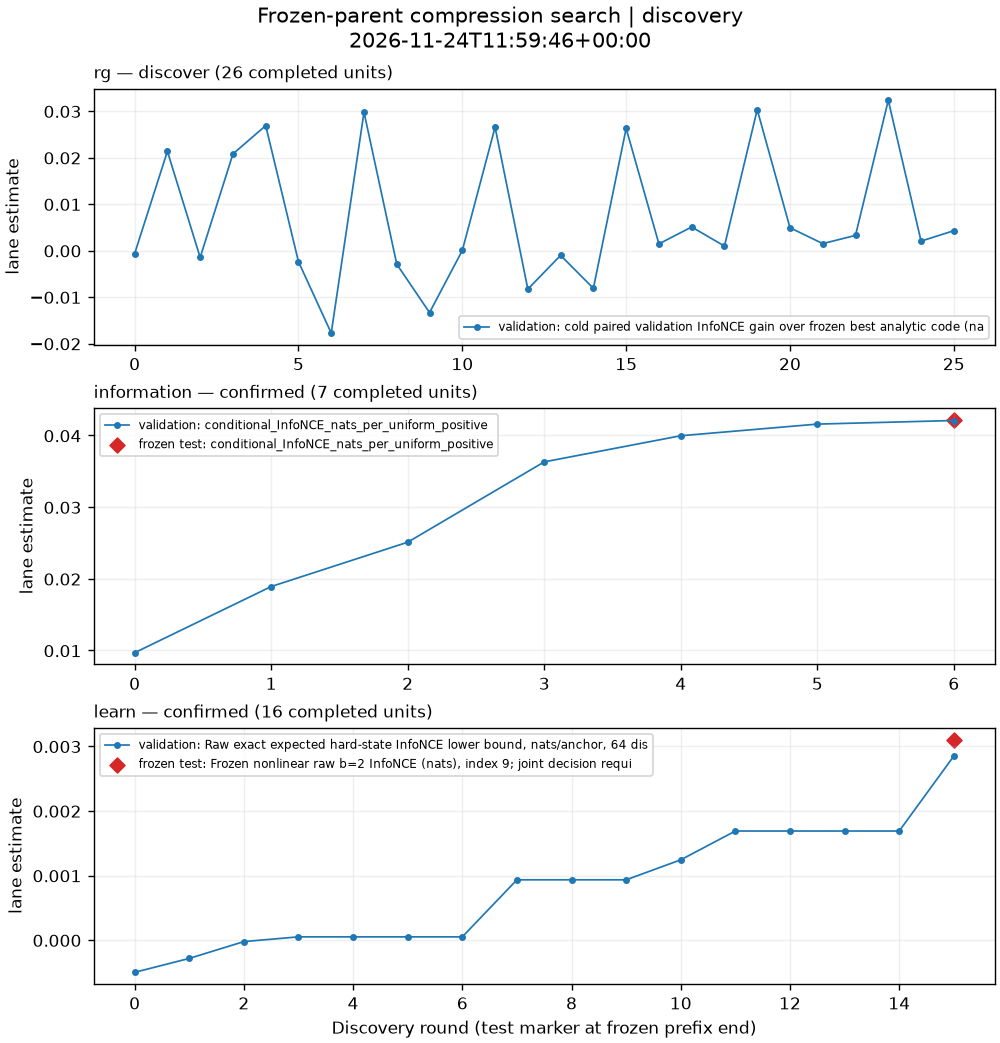 Frozen-parent compression search | discovery
2026-11-24T11:59:46+00:00
rg — discover (26 completed units)
lane estimate
0.03
0.02
0.01
0.00
−0.01
−0.02
validation: cold paired validation InfoNCE gain over frozen best analytic code (na
0 5 10 15 20 25
information — confirmed (7 completed units)
lane estimate
validation: conditional_InfoNCE_nats_per_uniform_positive
frozen test: conditional_InfoNCE_nats_per_uniform_positive
0.04
0.03
0.02
0.01
0 1 2 3 4 5 6
learn — confirmed (16 completed units)
lane estimate
validation: Raw exact expected hard-state InfoNCE lower bound, nats/anchor, 64 dis
frozen test: Frozen nonlinear raw b=2 InfoNCE (nats), index 9; joint decision requi
0.003
0.002
0.001
0.000
0 2 4 6 8 10 12 14
Discovery round (test marker at frozen prefix end)